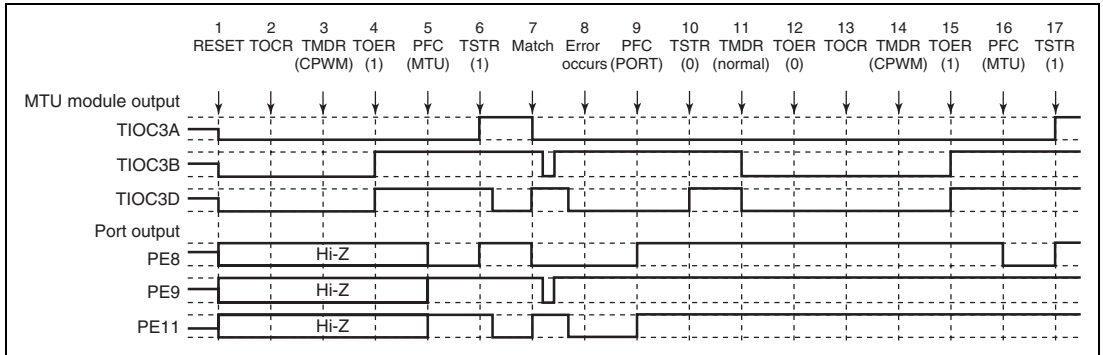 1 2 3 4 5 6 7 8 9 10 11 12 13 14 15 16 17
RESET TOCR TMDR TOER PFC TSTR Match Error PFC TSTR TMDR TOER TOCR TMDR TOER PFC TSTR
(CPWM) (1) (MTU) (1) occurs (PORT) (0) (normal) (0) (CPWM) (1) (MTU) (1)
MTU module output
TIOC3A
TIOC3B
TIOC3D
Port output
PE8 Hi-Z
PE9 Hi-Z
PE11 Hi-Z